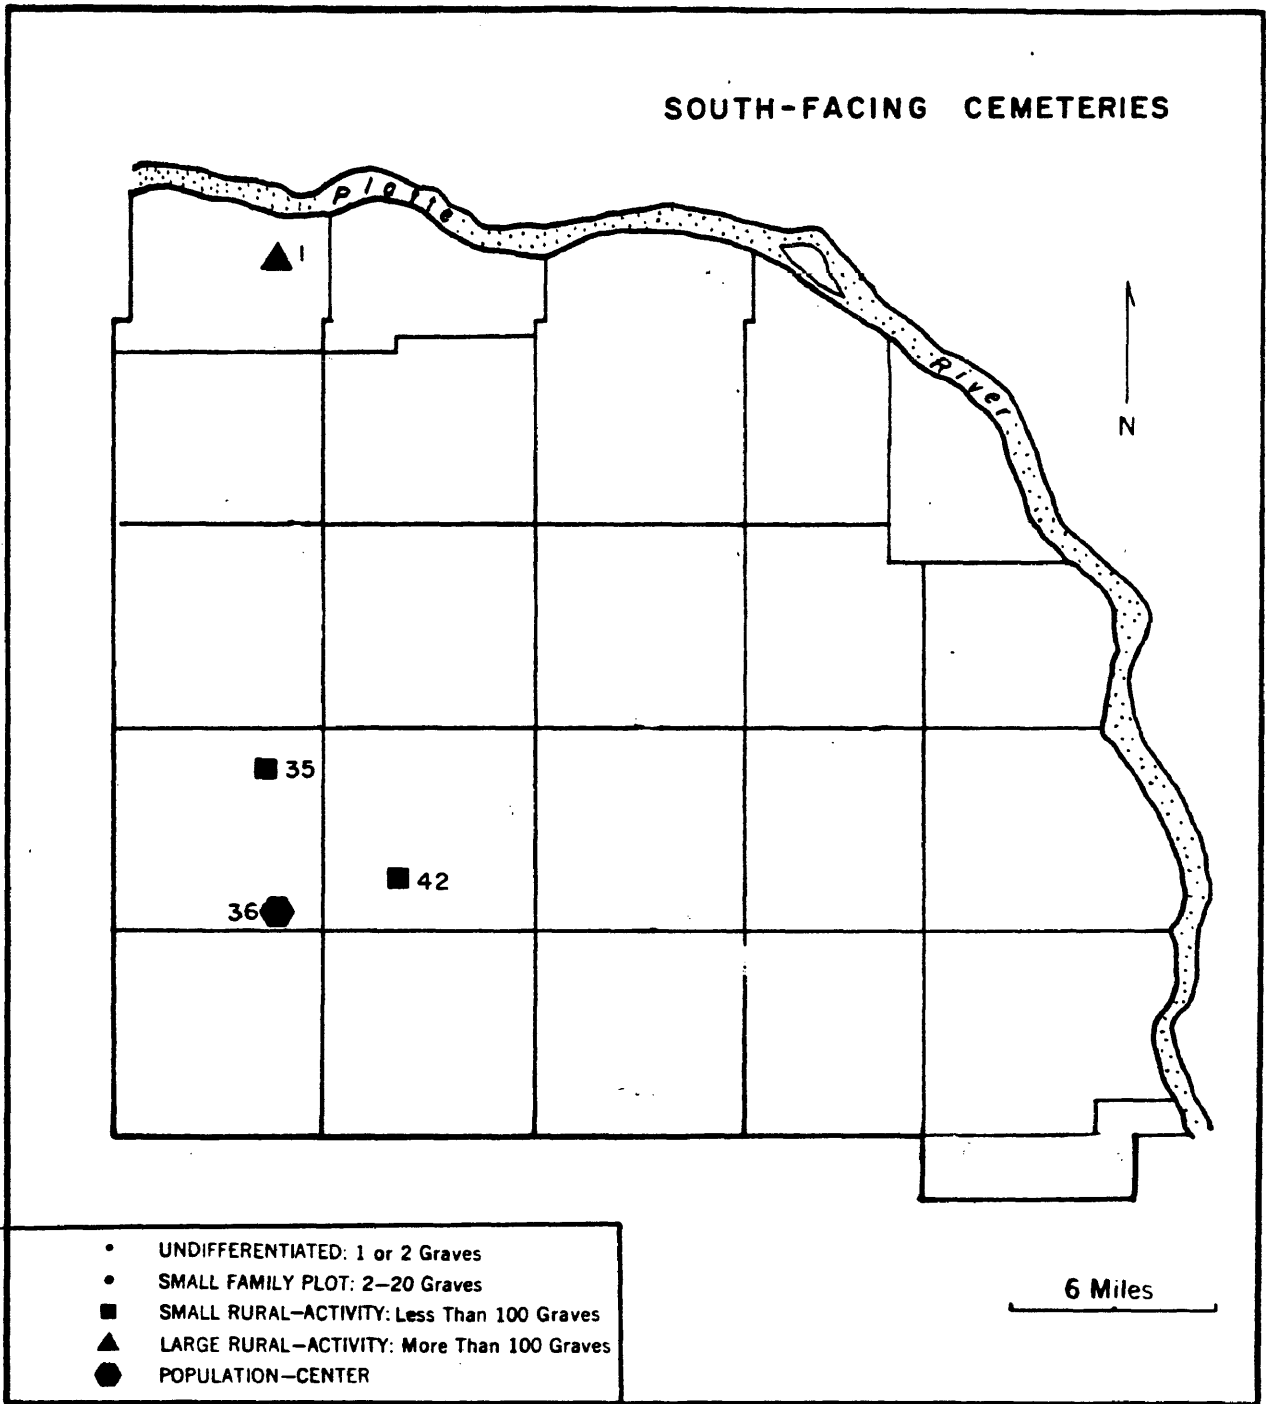 SOUTH-FACING CEMETERIES
Platte
1
River
N
35
42
36
UNDIFFERENTIATED: 1 or 2 Graves
SMALL FAMILY PLOT: 2–20 Graves
SMALL RURAL–ACTIVITY: Less Than 100 Graves
LARGE RURAL–ACTIVITY: More Than 100 Graves
POPULATION–CENTER
6 Miles